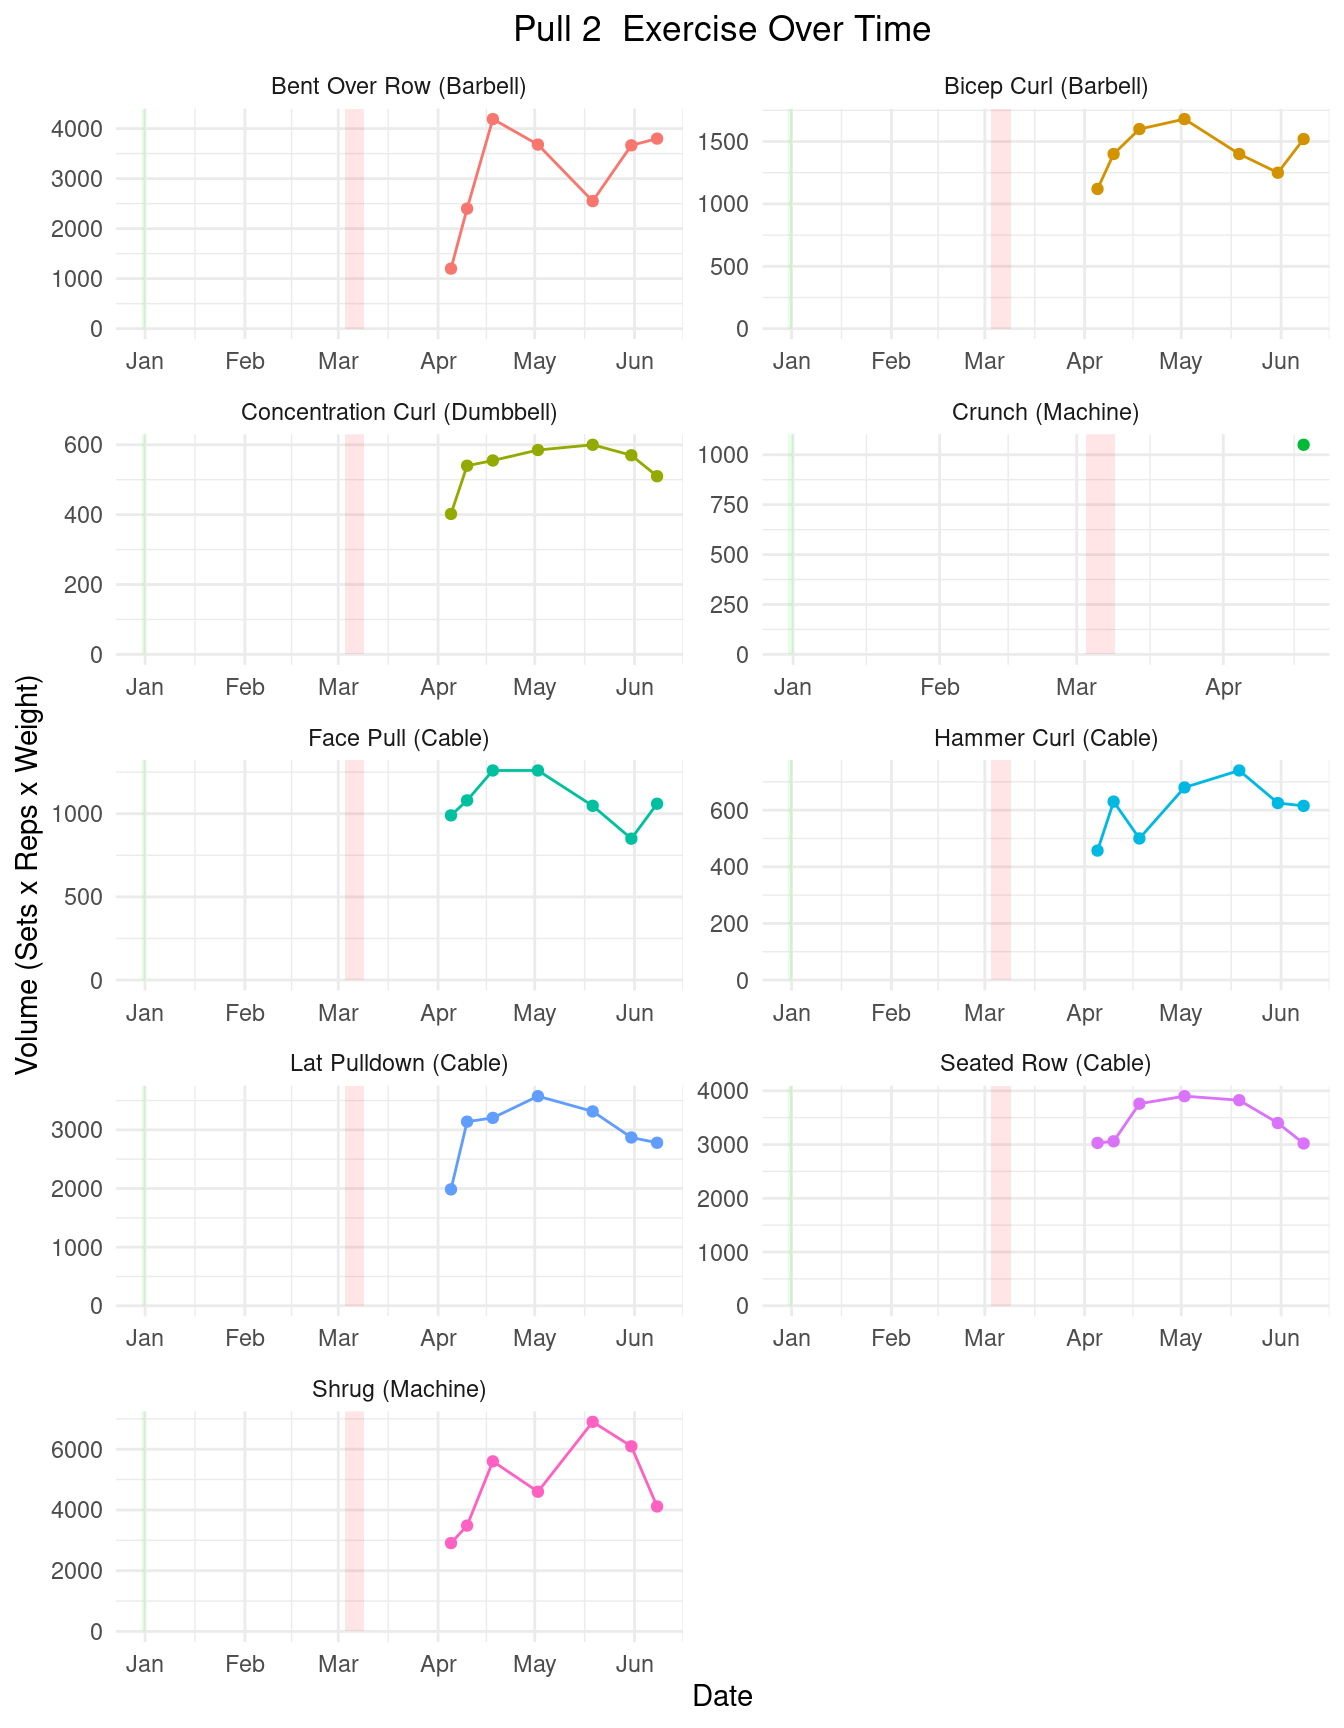 Pull 2  Exercise Over Time
Bent Over Row (Barbell)
4000
3000
2000
1000
0
Jan Feb Mar Apr May Jun
Bicep Curl (Barbell)
1500
1000
500
0
Jan Feb Mar Apr May Jun
Concentration Curl (Dumbbell)
600
400
200
0
Jan Feb Mar Apr May Jun
Crunch (Machine)
1000
750
500
250
0
Jan Feb Mar Apr
Face Pull (Cable)
1000
500
0
Jan Feb Mar Apr May Jun
Hammer Curl (Cable)
600
400
200
0
Jan Feb Mar Apr May Jun
Lat Pulldown (Cable)
3000
2000
1000
0
Jan Feb Mar Apr May Jun
Seated Row (Cable)
4000
3000
2000
1000
0
Jan Feb Mar Apr May Jun
Shrug (Machine)
6000
4000
2000
0
Jan Feb Mar Apr May Jun
Volume (Sets x Reps x Weight)
Date